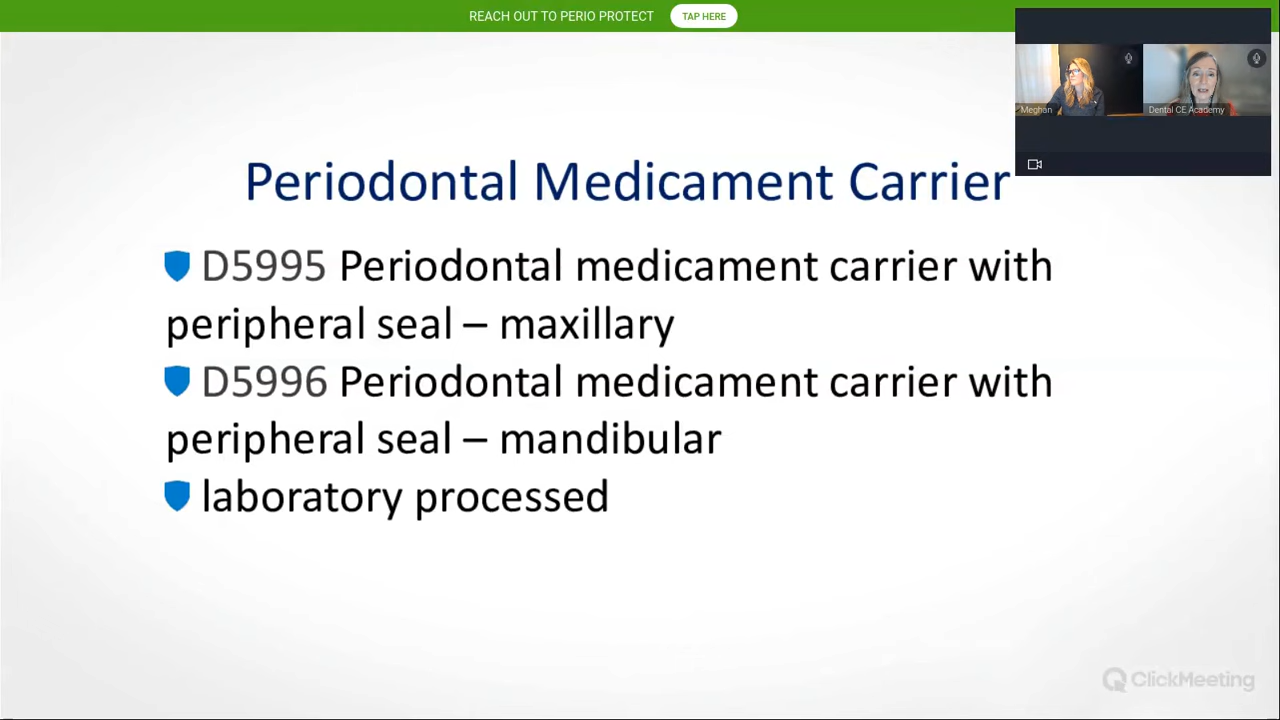 REACH OUT TO PERIO PROTECT TAP HERE
Meghan
Dental CE Academy
Periodontal Medicament Carrier
D5995 Periodontal medicament carrier with
peripheral seal – maxillary
D5996 Periodontal medicament carrier with
peripheral seal – mandibular
laboratory processed
ClickMeeting